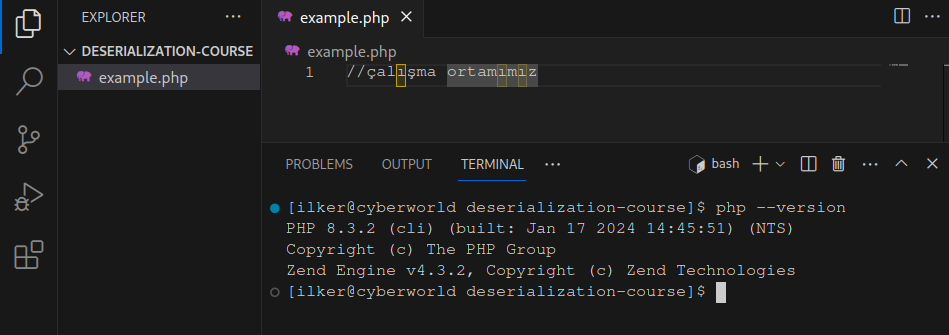 EXPLORER ...
DESERIALIZATION-COURSE
example.php
example.php
example.php
1 //çalışma ortamımız
PROBLEMS OUTPUT TERMINAL ... bash
[ilker@cyberworld deserialization-course]$ php --version
PHP 8.3.2 (cli) (built: Jan 17 2024 14:45:51) (NTS)
Copyright (c) The PHP Group
Zend Engine v4.3.2, Copyright (c) Zend Technologies
[ilker@cyberworld deserialization-course]$